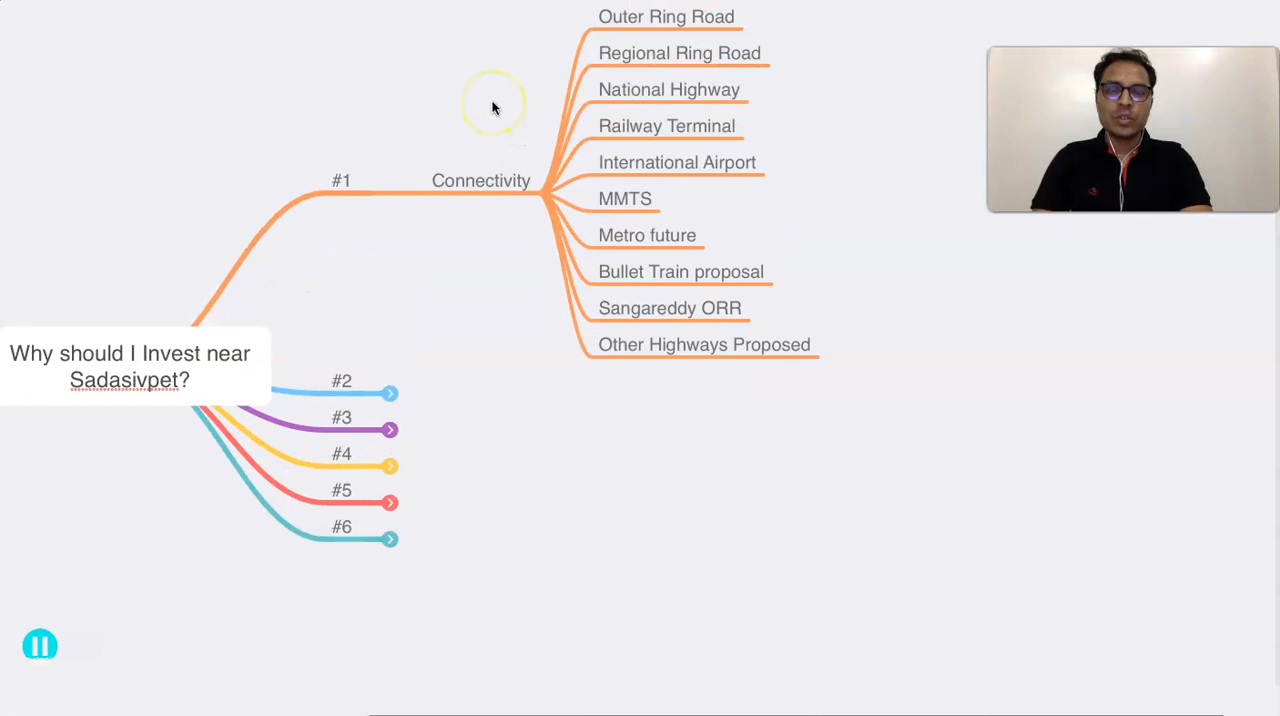 Outer Ring Road
Regional Ring Road
National Highway
Railway Terminal
#1
Connectivity
International Airport
MMTS
Metro future
Bullet Train proposal
Sangareddy ORR
Other Highways Proposed
Why should I Invest near
Sadasivpet?
#2
#3
#4
#5
#6